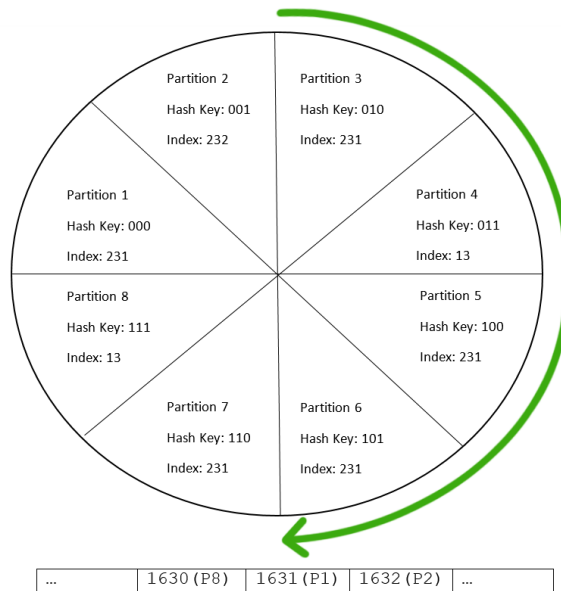 Partition 2
Hash Key: 001
Index: 232
Partition 3
Hash Key: 010
Index: 231
Partition 1
Hash Key: 000
Index: 231
Partition 4
Hash Key: 011
Index: 13
Partition 8
Hash Key: 111
Index: 13
Partition 5
Hash Key: 100
Index: 231
Partition 7
Hash Key: 110
Index: 231
Partition 6
Hash Key: 101
Index: 231
… 1630(P8) 1631(P1) 1632(P2) …